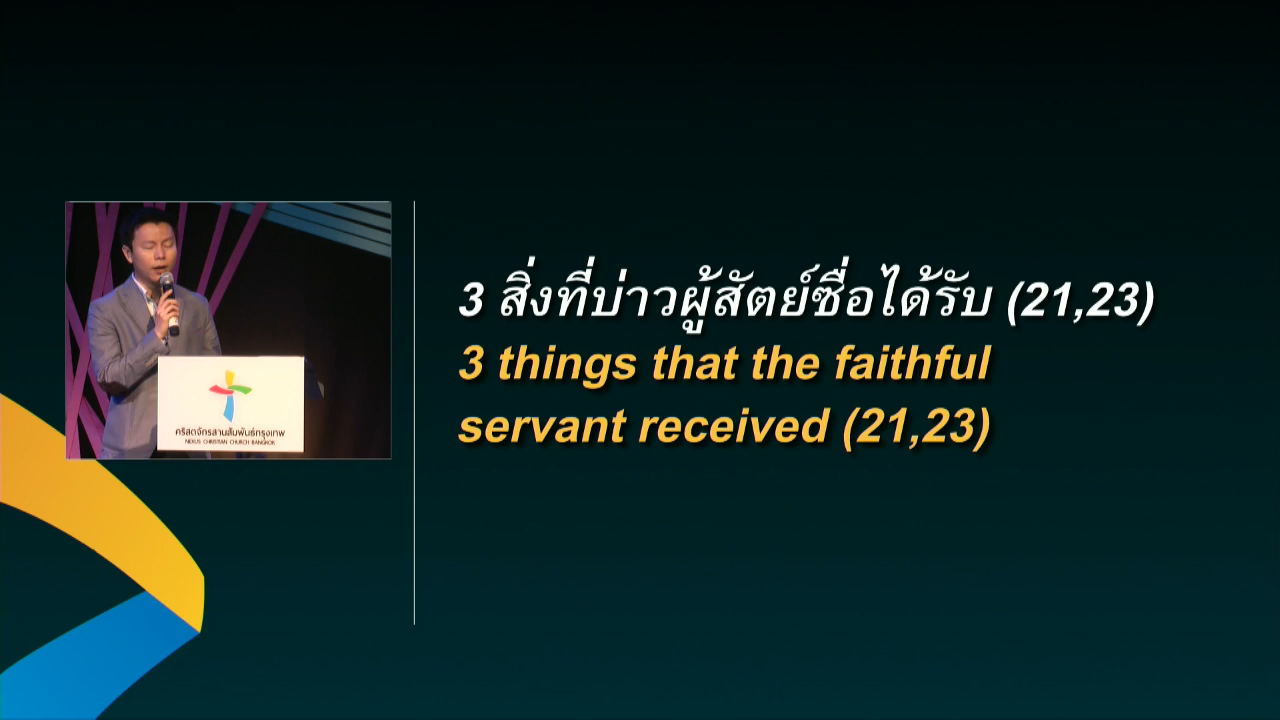 3 สิ่งที่บ่าวผู้สัตย์ซื่อได้รับ (21,23)
3 things that the faithful
servant received (21,23)
คริสตจักรสานสัมพันธ์กรุงเทพ
NEXUS CHRISTIAN CHURCH BANGKOK